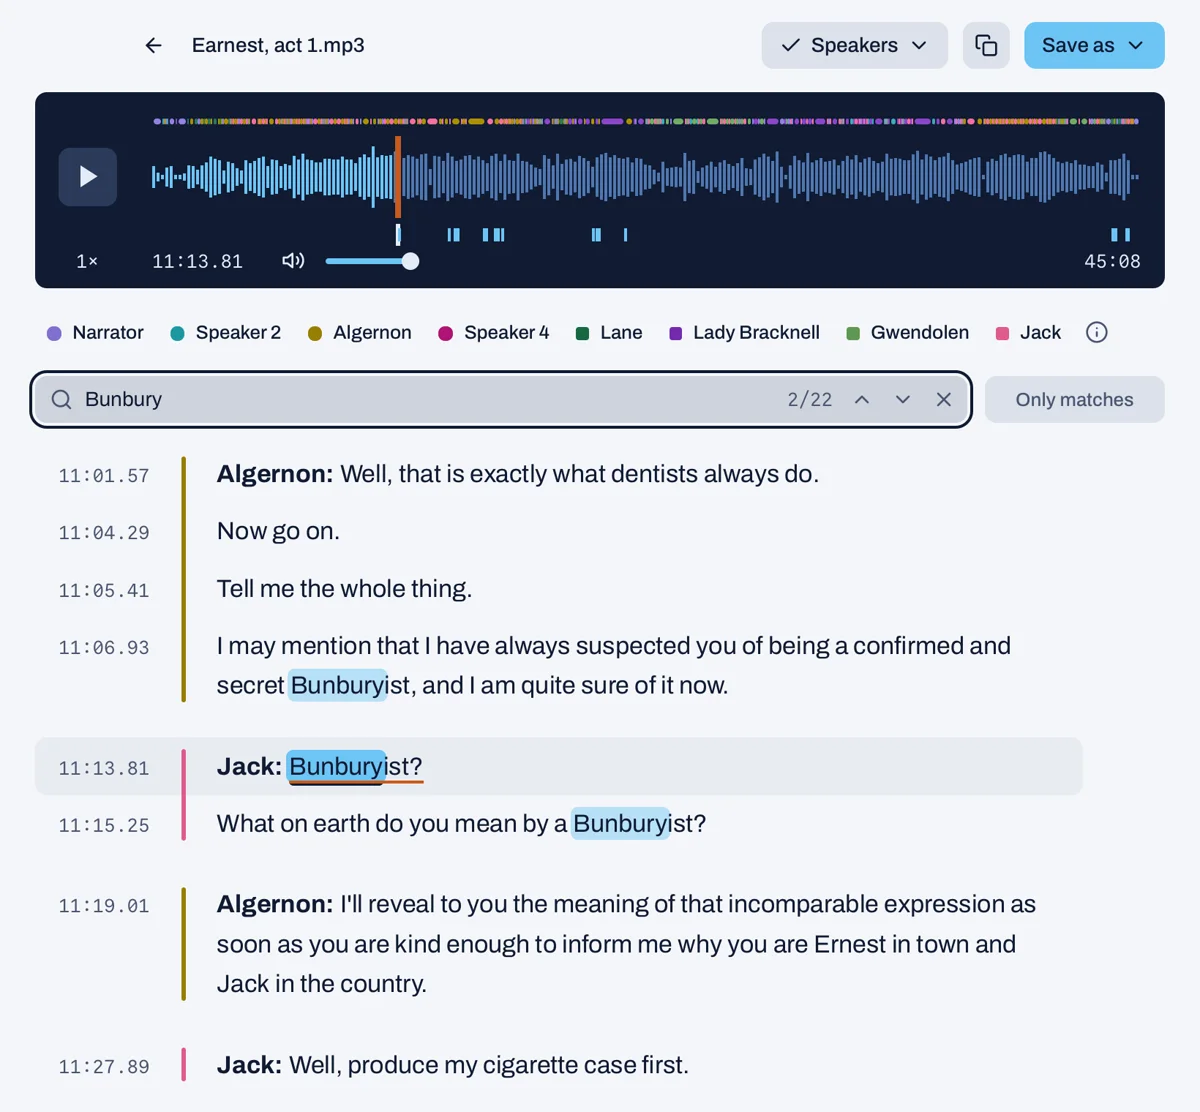 Earnest, act 1.mp3
Speakers
Save as
1×
11:13.81
45:08
Narrator
Speaker 2
Algernon
Speaker 4
Lane
Lady Bracknell
Gwendolen
Jack
Bunbury
2/22
Only matches
11:01.57
Algernon: Well, that is exactly what dentists always do.
11:04.29
Now go on.
11:05.41
Tell me the whole thing.
11:06.93
I may mention that I have always suspected you of being a confirmed and
secret Bunburyist, and I am quite sure of it now.
11:13.81
Jack: Bunburyist?
11:15.25
What on earth do you mean by a Bunburyist?
11:19.01
Algernon: I'll reveal to you the meaning of that incomparable expression as
soon as you are kind enough to inform me why you are Ernest in town and
Jack in the country.
11:27.89
Jack: Well, produce my cigarette case first.